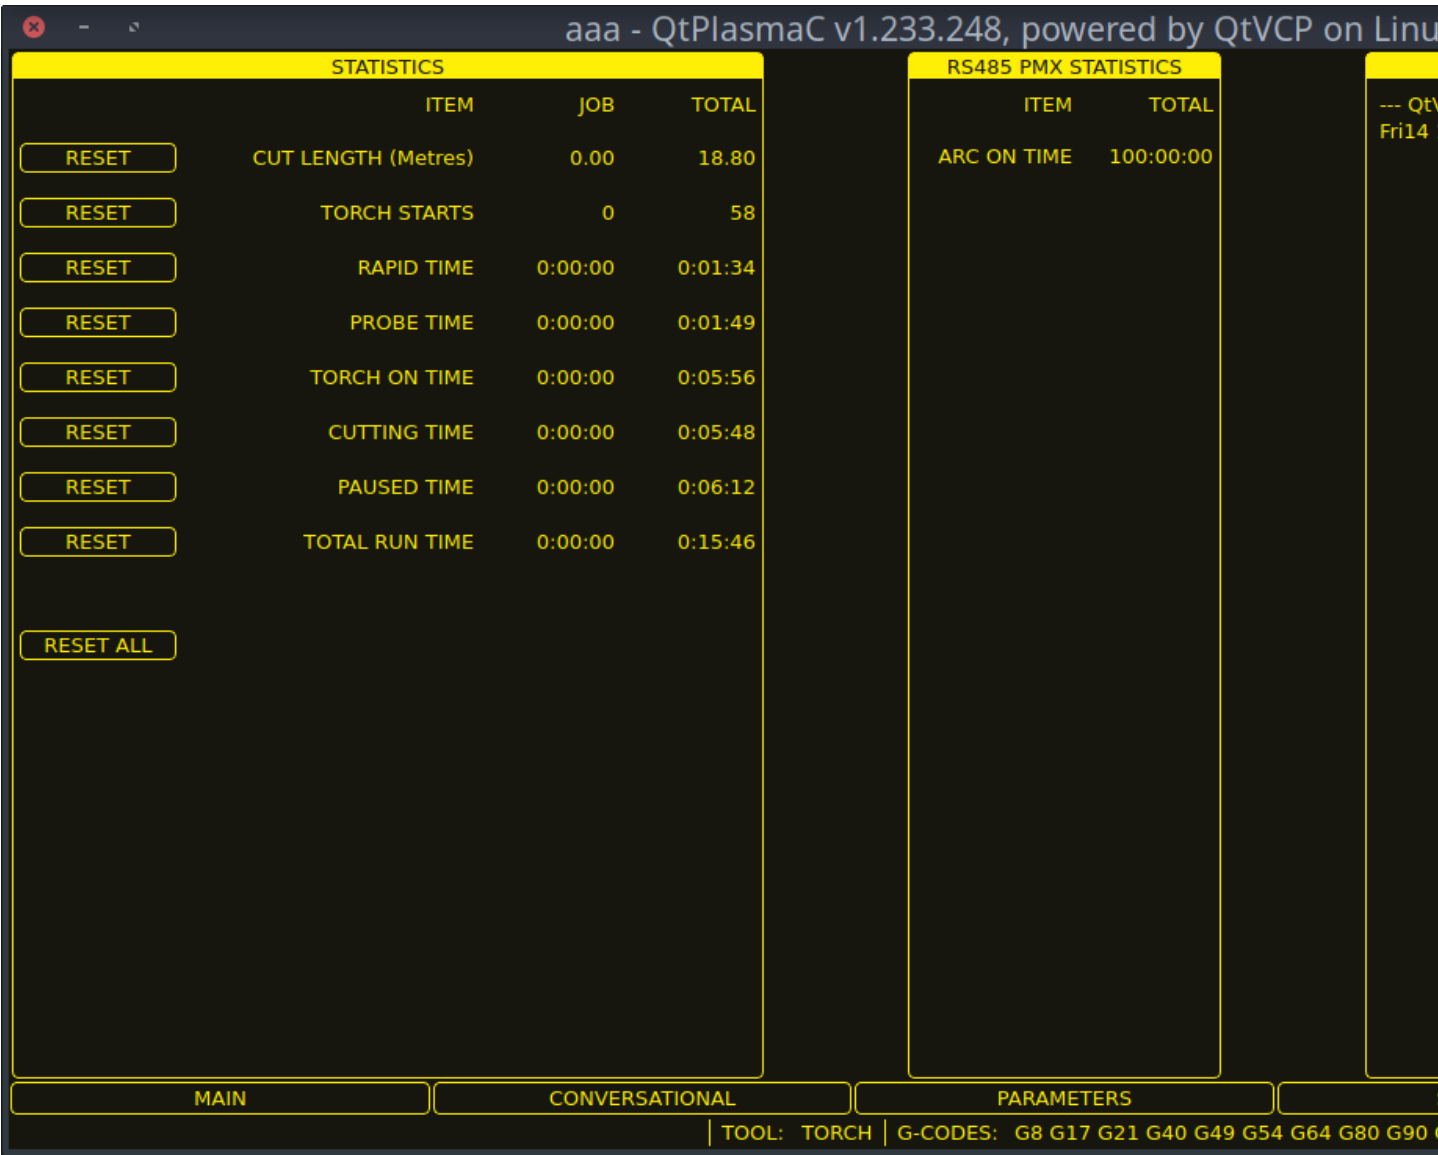 aaa - QtPlasmaC v1.233.248, powered by QtVCP on Linu
STATISTICS
ITEM JOB TOTAL
RESET CUT LENGTH (Metres) 0.00 18.80
RESET TORCH STARTS 0 58
RESET RAPID TIME 0:00:00 0:01:34
RESET PROBE TIME 0:00:00 0:01:49
RESET TORCH ON TIME 0:00:00 0:05:56
RESET CUTTING TIME 0:00:00 0:05:48
RESET PAUSED TIME 0:00:00 0:06:12
RESET TOTAL RUN TIME 0:00:00 0:15:46
RESET ALL
RS485 PMX STATISTICS
ITEM TOTAL
ARC ON TIME 100:00:00
--- QtV
Fri14
MAIN CONVERSATIONAL PARAMETERS
TOOL: TORCH G-CODES: G8 G17 G21 G40 G49 G54 G64 G80 G90